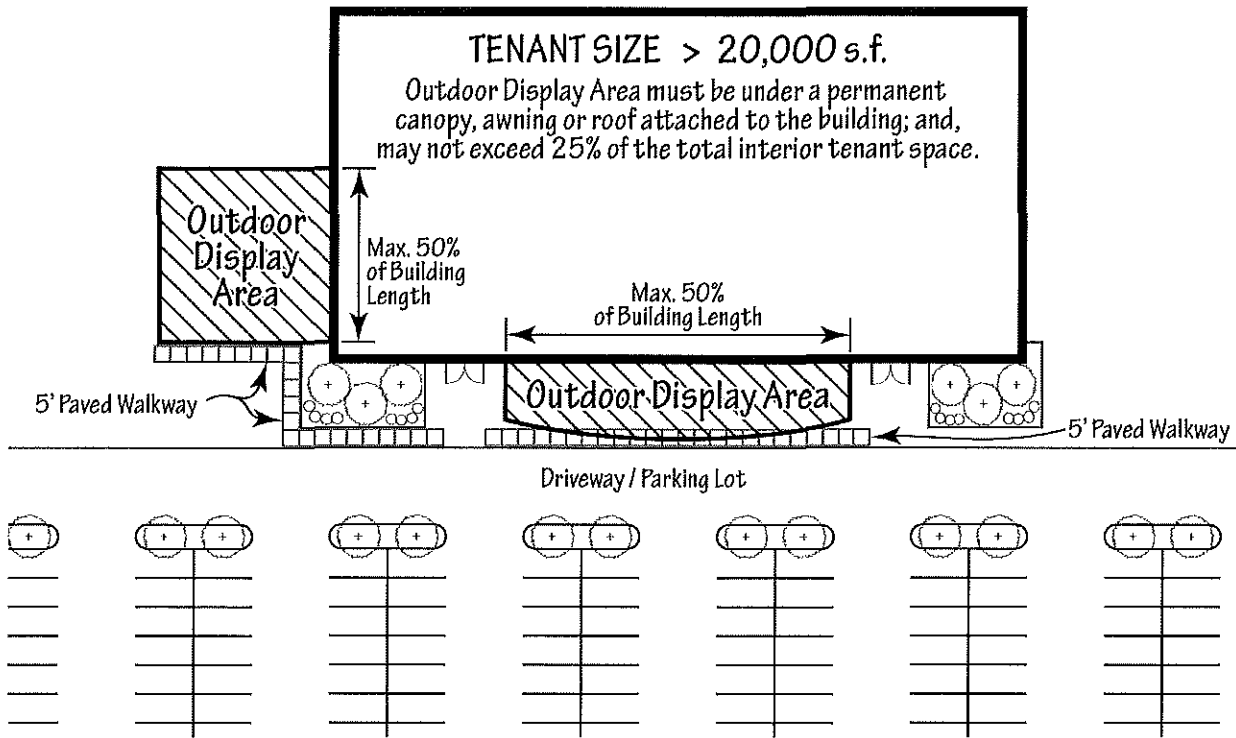 TENANT SIZE > 20,000 s.f.
Outdoor Display Area must be under a permanent
canopy, awning or roof attached to the building; and,
may not exceed 25% of the total interior tenant space.
Outdoor
Display
Area
Max. 50%
of Building
Length
Max. 50%
of Building Length
5' Paved Walkway
Outdoor Display Area
5' Paved Walkway
Driveway / Parking Lot